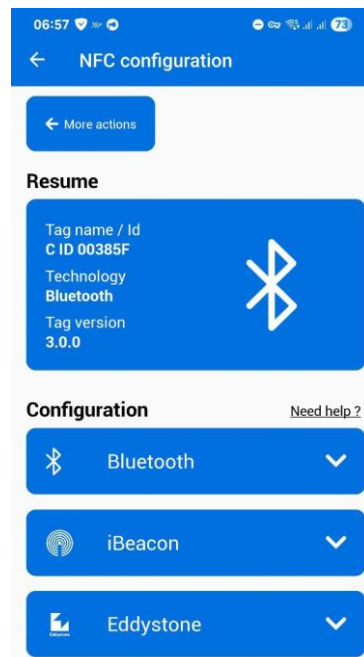 06:57 73
NFC configuration
More actions
Resume
Tag name / Id
C ID 00385F
Technology
Bluetooth
Tag version
3.0.0
Configuration Need help ?
Bluetooth
iBeacon
Eddystone